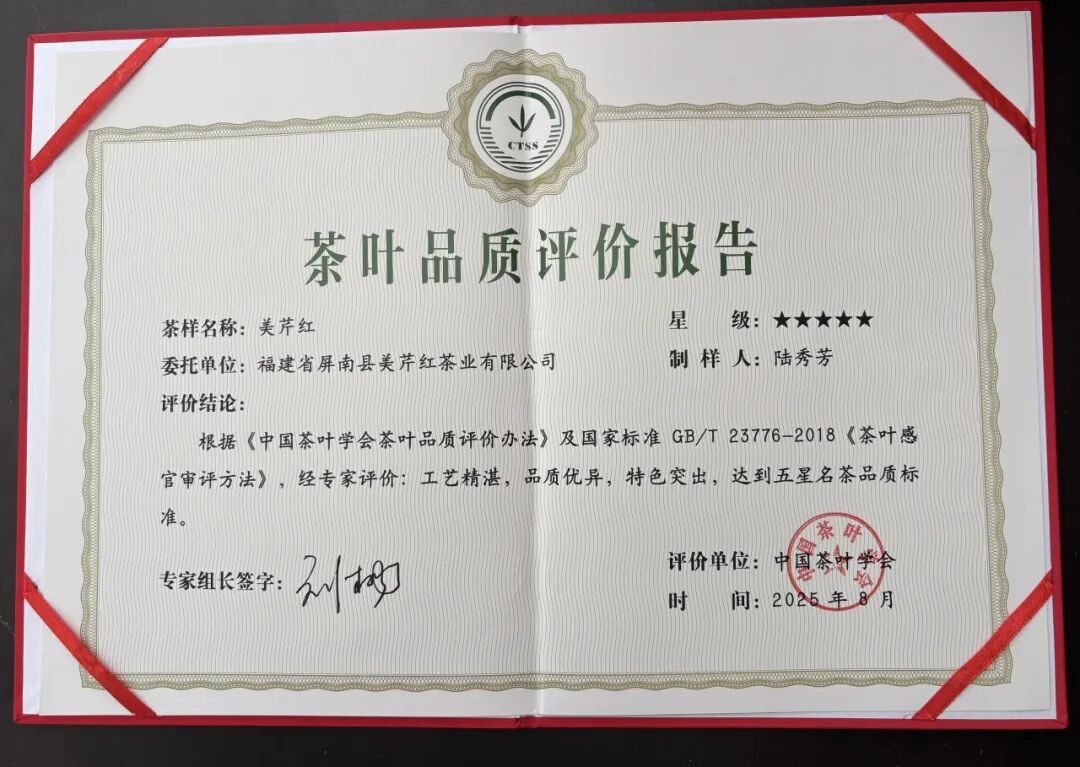 CTSS
茶叶品质评价报告
茶样名称：美芹红
星 级：★★★★★
委托单位：福建省屏南县美芹红茶业有限公司
制 样 人：陆秀芳
评价结论：
根据《中国茶叶学会茶叶品质评价办法》及国家标准 GB/T 23776-2018《茶叶感
官审评方法》，经专家评价：工艺精湛，品质优异，特色突出，达到五星名茶品质标
准。
专家组长签字：
评价单位：中国茶叶学会
时 间：2025 年 8 月
中国茶叶学会